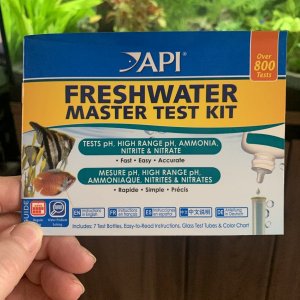 API
Over
800
Tests
FRESHWATER
MASTER TEST KIT
TESTS pH, HIGH RANGE pH, AMMONIA,
NITRITE & NITRATE
• Fast • Easy • Accurate
MESURE pH, HIGH RANGE pH,
AMMONIAQUE, NITRITES & NITRATES
• Rapide • Simple • Précis
GUIDE
Includes: 7 Test Bottles, Easy-to-Read Instructions, Glass Test Tubes & Color Chart